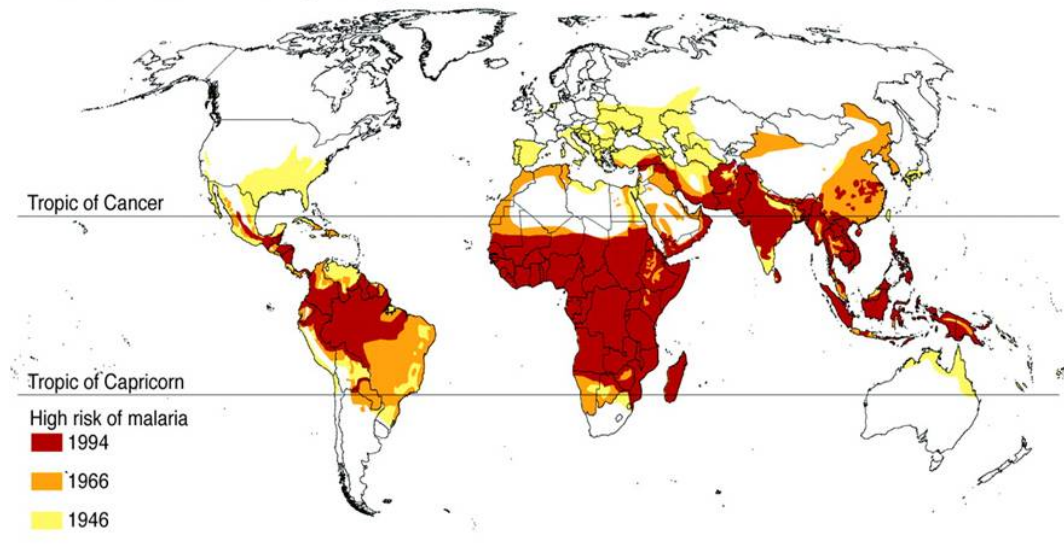 Tropic of Cancer
Tropic of Capricorn
High risk of malaria
1994
1966
1946